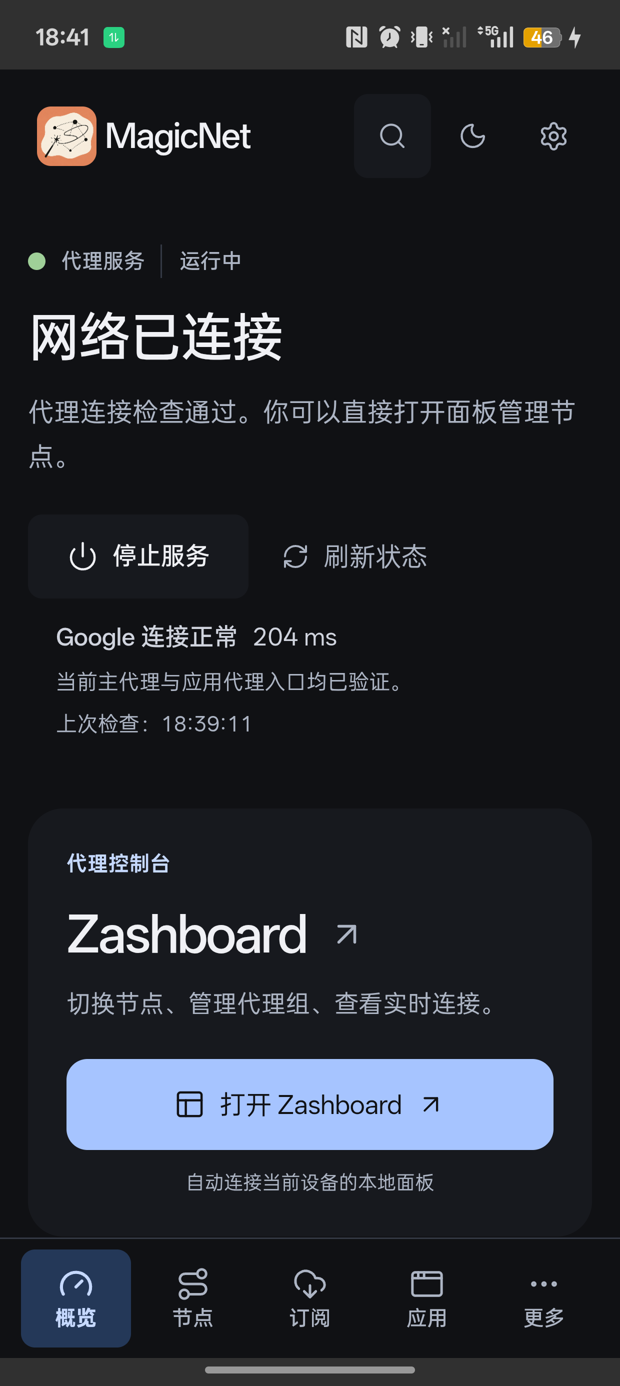 18:41
5G
46
MagicNet
代理服务 运行中
网络已连接
代理连接检查通过。你可以直接打开面板管理节
点。
停止服务 刷新状态
Google 连接正常 204 ms
当前主代理与应用代理入口均已验证。
上次检查：18:39:11
代理控制台
Zashboard
切换节点、管理代理组、查看实时连接。
打开 Zashboard
自动连接当前设备的本地面板
概览 节点 订阅 应用 更多